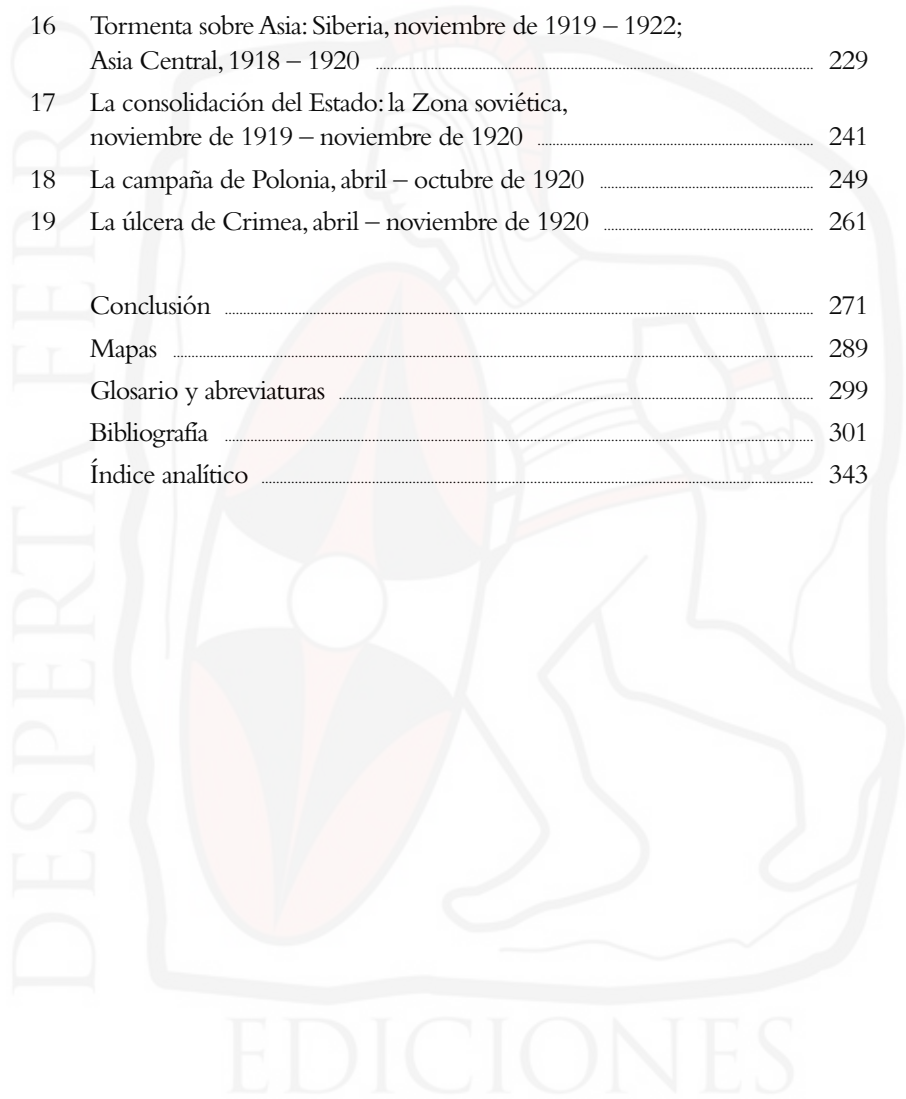 16 Tormenta sobre Asia: Siberia, noviembre de 1919 – 1922;
Asia Central, 1918 – 1920 229
17 La consolidación del Estado: la Zona soviética,
noviembre de 1919 – noviembre de 1920 241
18 La campaña de Polonia, abril – octubre de 1920 249
19 La úlcera de Crimea, abril – noviembre de 1920 261
Conclusión 271
Mapas 289
Glosario y abreviaturas 299
Bibliografía 301
Índice analítico 343
DESPERTA FERRO
EDICIONES